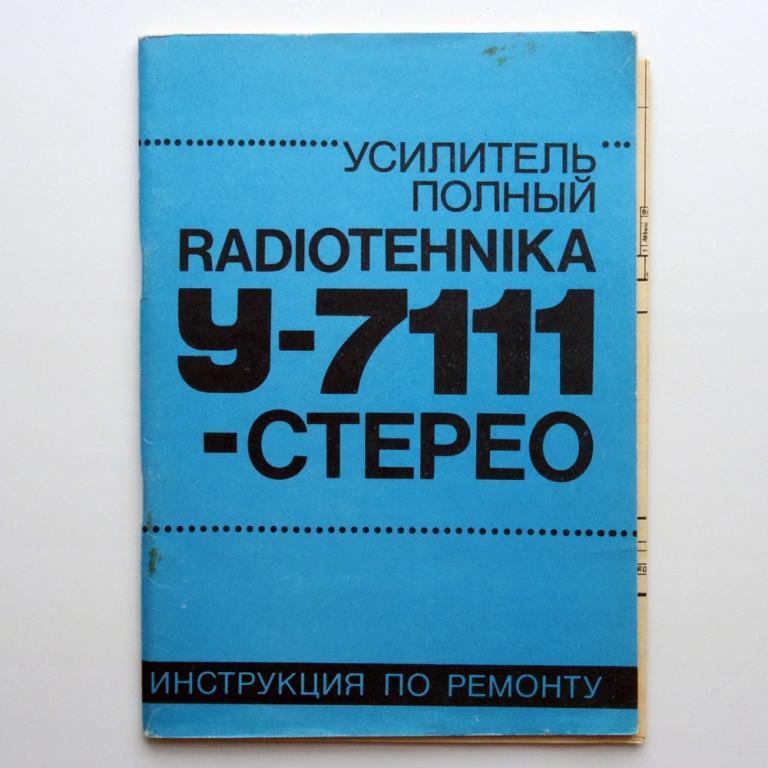 УСИЛИТЕЛЬ
ПОЛНЫЙ
RADIOTEHNIKA
У-7111
-СТЕРЕО
ИНСТРУКЦИЯ ПО РЕМОНТУ